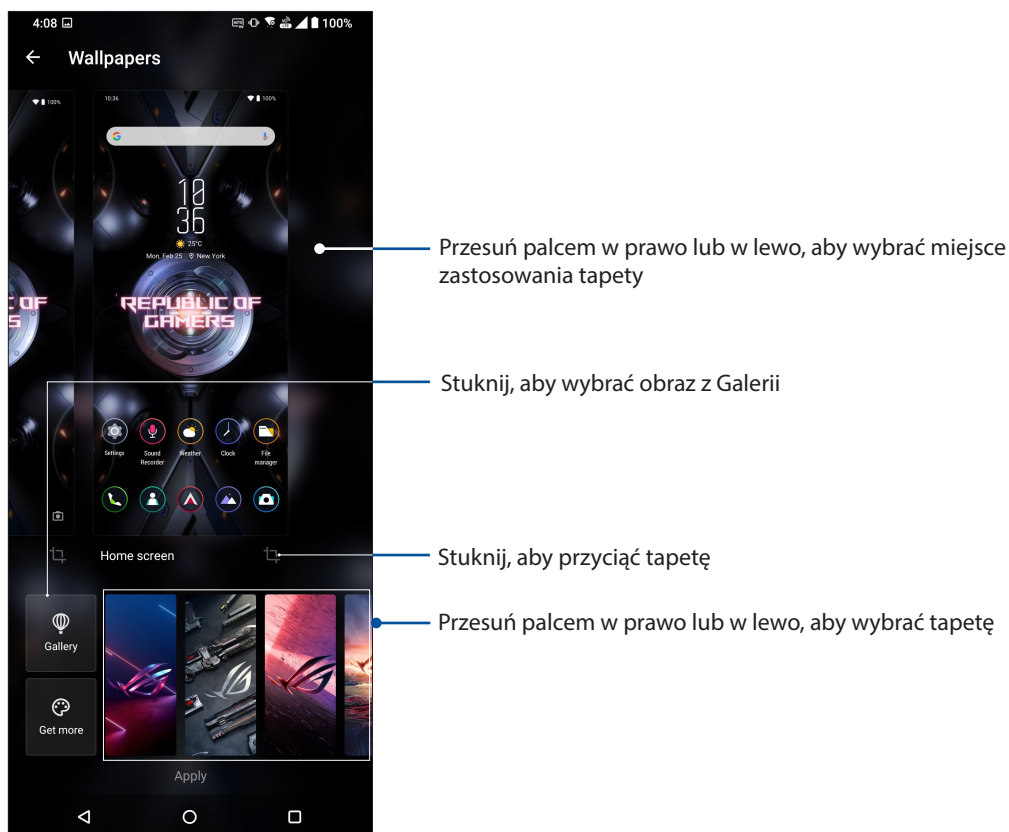 4:08
100%
Wallpapers
100%
10:36
100%
G
10
36
25°C
Mon, Feb 25 New York
OF
S
REPUBLIC OF
GAMERS
Przesuń palcem w prawo lub w lewo, aby wybrać miejsce
zastosowania tapety
Stuknij, aby wybrać obraz z Galerii
Settings
Sound
Recorder
Weather
Clock
File
manager
Home screen
Stuknij, aby przyciąć tapetę
Przesuń palcem w prawo lub w lewo, aby wybrać tapetę
Gallery
Get more
Apply